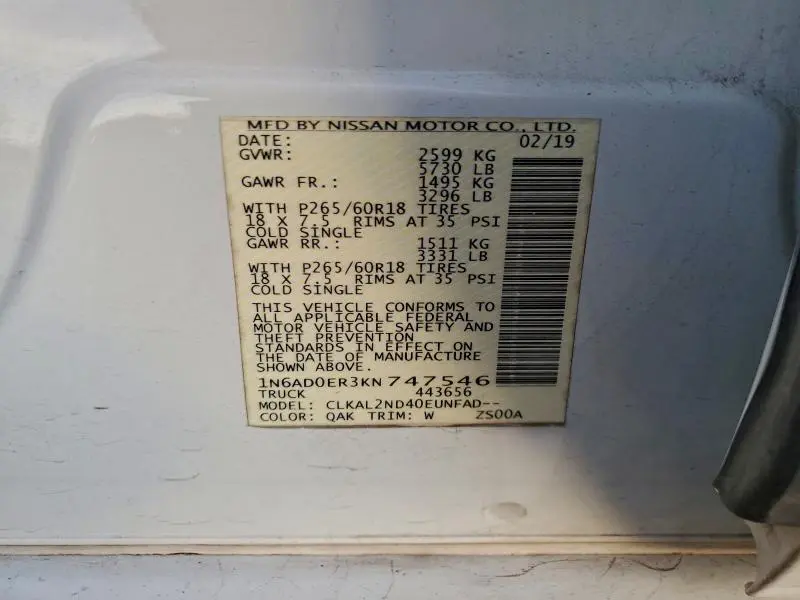 MFD BY NISSAN MOTOR CO., LTD.
DATE: 02/19
GVWR: 2599 KG
5730 LB
GAWR FR.: 1495 KG
3296 LB
WITH P265/60R18 TIRES
18 X 7.5 RIMS AT 35 PSI
COLD SINGLE
GAWR RR.: 1511 KG
3331 LB
WITH P265/60R18 TIRES
18 X 7.5 RIMS AT 35 PSI
COLD SINGLE
THIS VEHICLE CONFORMS TO
ALL APPLICABLE FEDERAL
MOTOR VEHICLE SAFETY AND
THEFT PREVENTION
STANDARDS IN EFFECT ON
THE DATE OF MANUFACTURE
SHOWN ABOVE.
1N6AD0ER3KN747546
TRUCK 443656
MODEL: CLKAL2ND40EUNFAD--
COLOR: QAK TRIM: W ZS00A